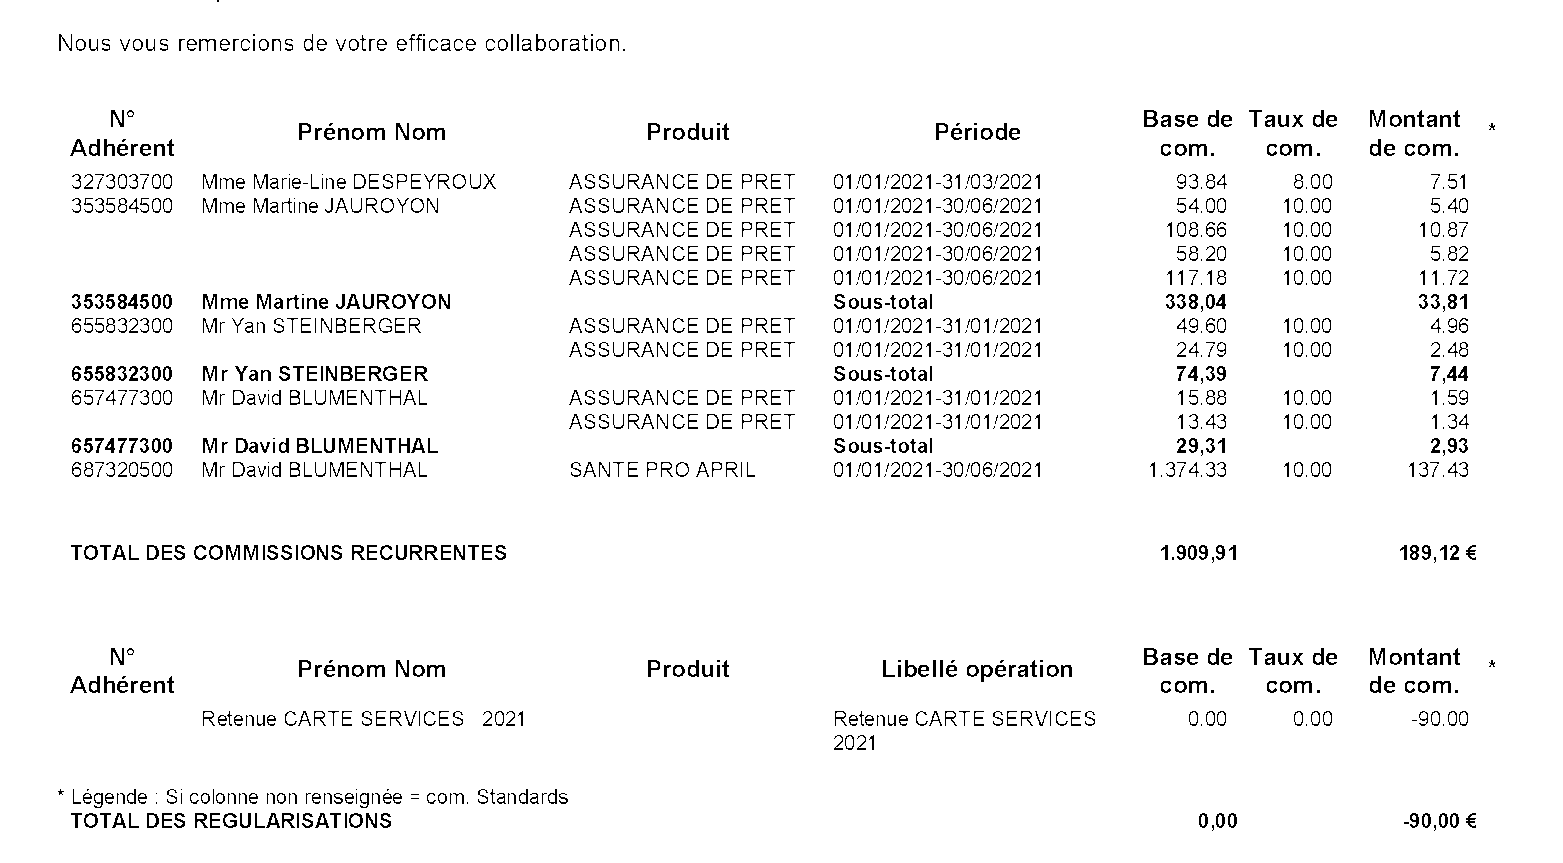 Nous vous remercions de votre efficace collaboration.
N° Adhérent Prénom Nom Produit Période Base de com. Taux de com. Montant de com. *
327303700 Mme Marie-Line DESPEYROUX ASSURANCE DE PRET 01/01/2021-31/03/2021 93.84 8.00 7.51
353584500 Mme Martine JAUROYON ASSURANCE DE PRET 01/01/2021-30/06/2021 54.00 10.00 5.40
ASSURANCE DE PRET 01/01/2021-30/06/2021 108.66 10.00 10.87
ASSURANCE DE PRET 01/01/2021-30/06/2021 58.20 10.00 5.82
ASSURANCE DE PRET 01/01/2021-30/06/2021 117.18 10.00 11.72
353584500 Mme Martine JAUROYON Sous-total 338,04 33,81
655832300 Mr Yan STEINBERGER ASSURANCE DE PRET 01/01/2021-31/01/2021 49.60 10.00 4.96
ASSURANCE DE PRET 01/01/2021-31/01/2021 24.79 10.00 2.48
655832300 Mr Yan STEINBERGER Sous-total 74,39 7,44
657477300 Mr David BLUMENTHAL ASSURANCE DE PRET 01/01/2021-31/01/2021 15.88 10.00 1.59
ASSURANCE DE PRET 01/01/2021-31/01/2021 13.43 10.00 1.34
657477300 Mr David BLUMENTHAL Sous-total 29,31 2,93
687320500 Mr David BLUMENTHAL SANTE PRO APRIL 01/01/2021-30/06/2021 1.374.33 10.00 137.43
TOTAL DES COMMISSIONS RECURRENTES 1.909,91 189,12 €
N° Adhérent Prénom Nom Produit Libellé opération Base de com. Taux de com. Montant de com. *
Retenue CARTE SERVICES 2021 Retenue CARTE SERVICES 2021 0.00 0.00 -90.00
* Légende : Si colonne non renseignée = com. Standards
TOTAL DES REGULARISATIONS 0,00 -90,00 €